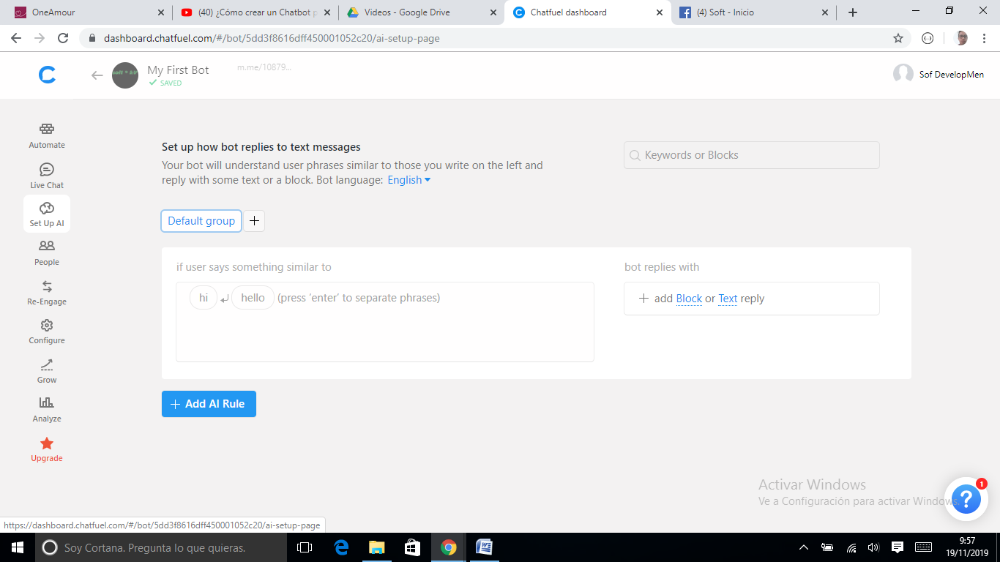 OneAmour
(40) ¿Cómo crear un Chatbot p
Videos - Google Drive
Chatfuel dashboard
(4) Soft - Inicio
dashboard.chatfuel.com/#/bot/5dd3f8616dff450001052c20/ai-setup-page
My First Bot
SAVED
m.me/10879...
Sof DevelopMen
Automate
Live Chat
Set Up AI
People
Re-Engage
Configure
Grow
Analyze
Upgrade
Set up how bot replies to text messages
Your bot will understand user phrases similar to those you write on the left and
reply with some text or a block. Bot language: English
Keywords or Blocks
Default group
if user says something similar to
hi hello (press ‘enter’ to separate phrases)
bot replies with
add Block or Text reply
Add AI Rule
Activar Windows
Ve a Configuración para activar Windows.
1
?
https://dashboard.chatfuel.com/#/bot/5dd3f8616dff450001052c20/ai-setup-page
Soy Cortana. Pregunta lo que quieras.
9:57
19/11/2019